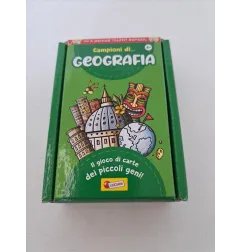 Campioni di...
GEOGRAFIA
Il gioco di carte
dei piccoli geni!